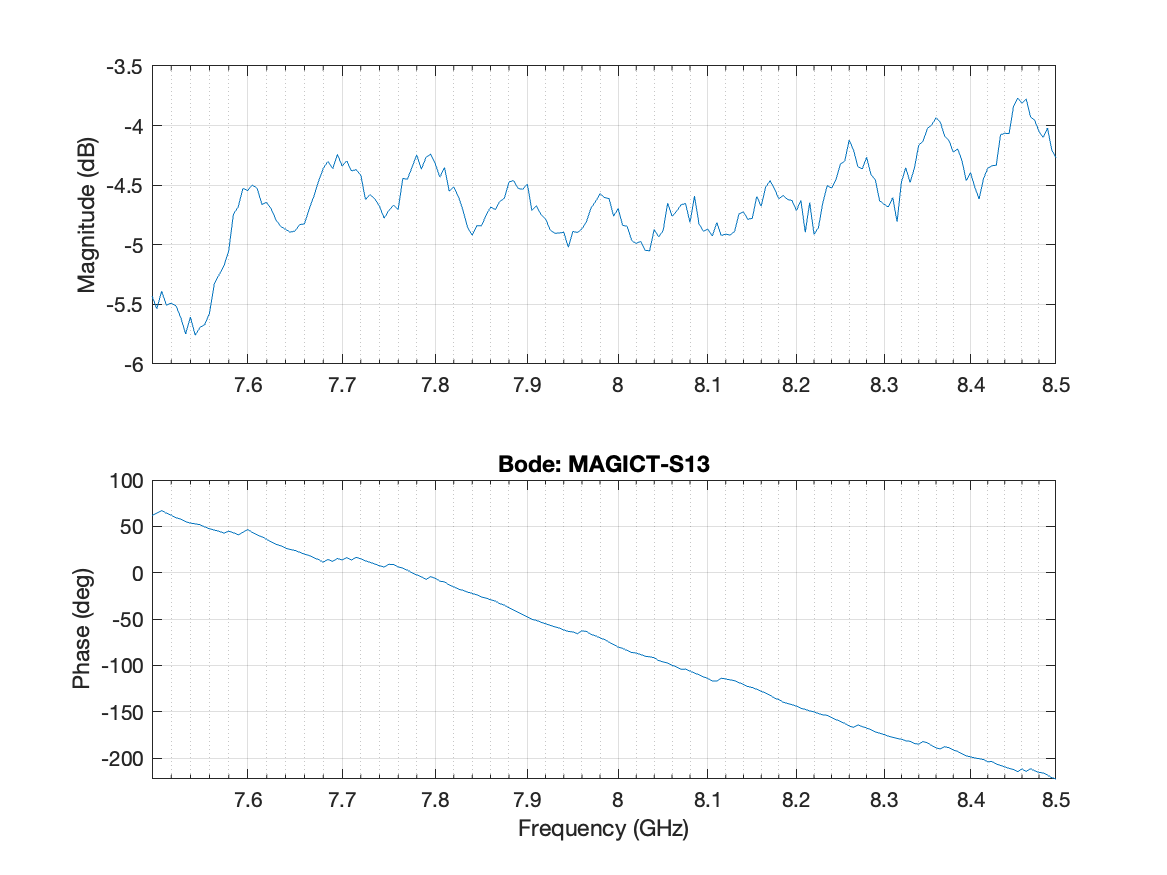 -3.5
-4
-4.5
-5
-5.5
-6
Magnitude (dB)
7.6 7.7 7.8 7.9 8 8.1 8.2 8.3 8.4 8.5
Bode: MAGICT-S13
100
50
0
-50
-100
-150
-200
Phase (deg)
7.6 7.7 7.8 7.9 8 8.1 8.2 8.3 8.4 8.5
Frequency (GHz)